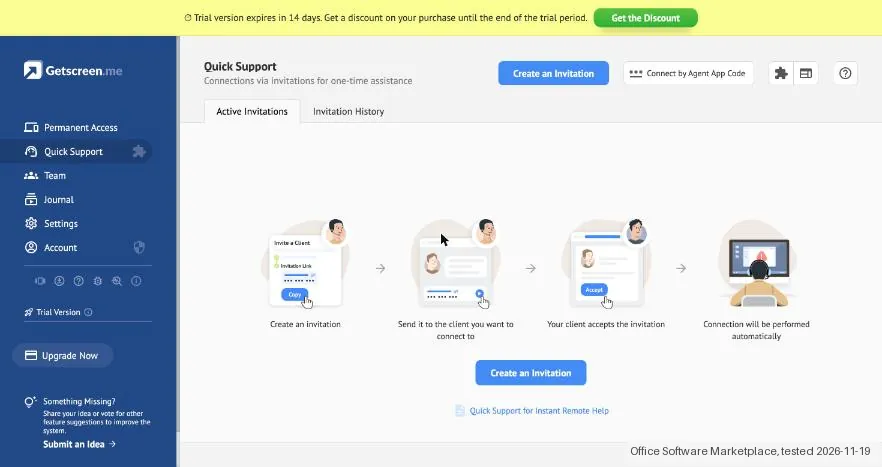 Trial version expires in 14 days. Get a discount on your purchase until the end of the trial period.
Get the Discount
Getscreen.me
Quick Support
Connections via invitations for one-time assistance
Create an Invitation
Connect by Agent App Code
Active Invitations
Invitation History
Permanent Access
Quick Support
Team
Journal
Settings
Account
Trial Version
Upgrade Now
Something Missing?
Share your idea or vote for other
feature suggestions to improve the
system.
Submit an Idea →
Invite a Client
Invitation Link
Copy
Accept
Create an invitation
Send it to the client you want to
connect to
Your client accepts the invitation
Connection will be performed
automatically
Create an Invitation
Quick Support for Instant Remote Help
Office Software Marketplace, tested 2026-11-19